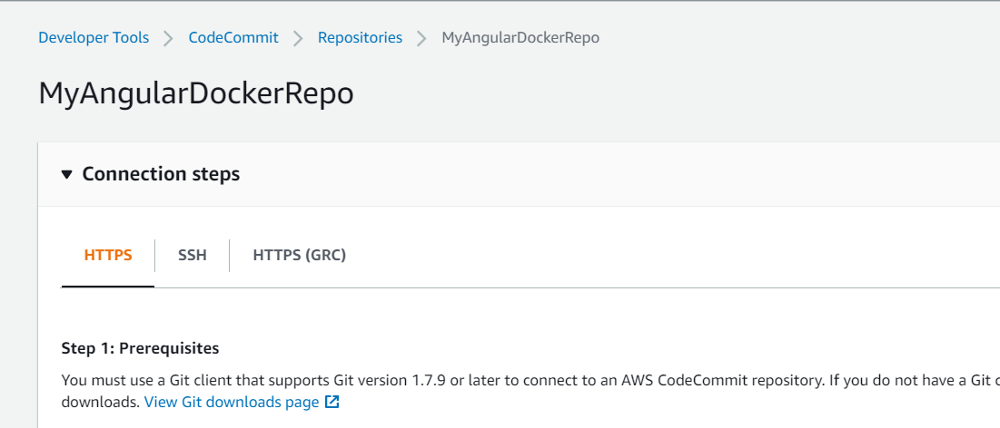 Developer Tools > CodeCommit > Repositories > MyAngularDockerRepo
MyAngularDockerRepo
Connection steps
HTTPS SSH HTTPS (GRC)
Step 1: Prerequisites
You must use a Git client that supports Git version 1.7.9 or later to connect to an AWS CodeCommit repository. If you do not have a Git
downloads. View Git downloads page